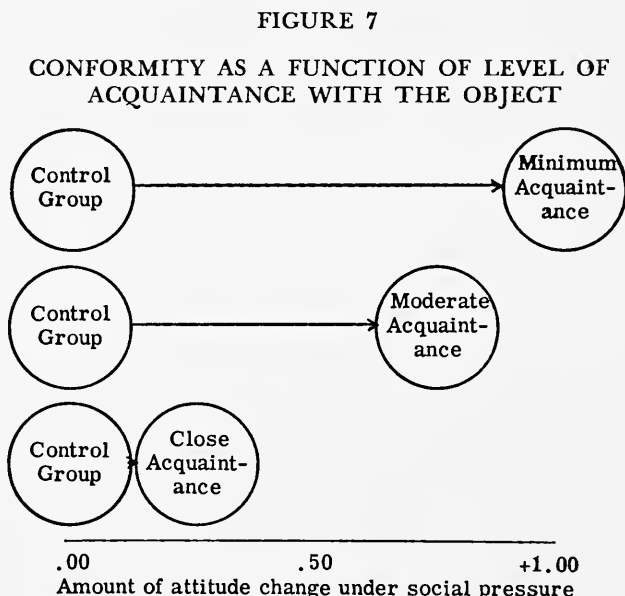 FIGURE 7
CONFORMITY AS A FUNCTION OF LEVEL OF
ACQUAINTANCE WITH THE OBJECT
Control
Group
Minimum
Acquaint-
ance
Control
Group
Moderate
Acquaint-
ance
Control
Group
Close
Acquaint-
ance
.00 .50 +1.00
Amount of attitude change under social pressure